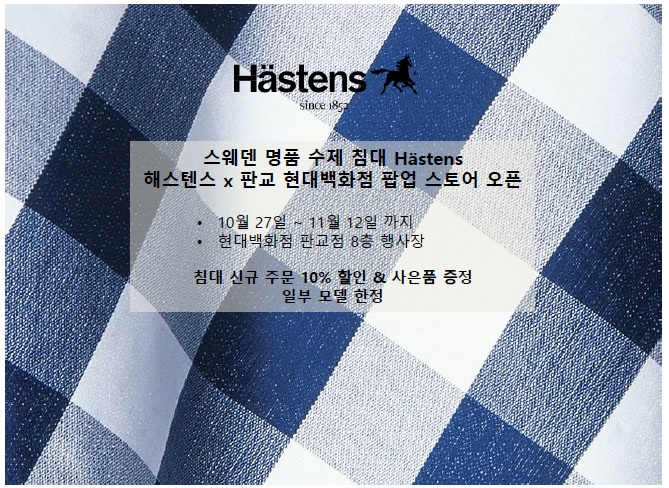 Hästens
since 1852
스웨덴 명품 수제 침대 Hästens
해스텐스 x 판교 현대백화점 팝업 스토어 오픈
• 10월 27일 ~ 11월 12일 까지
• 현대백화점 판교점 8층 행사장
침대 신규 주문 10% 할인 & 사은품 증정
일부 모델 한정